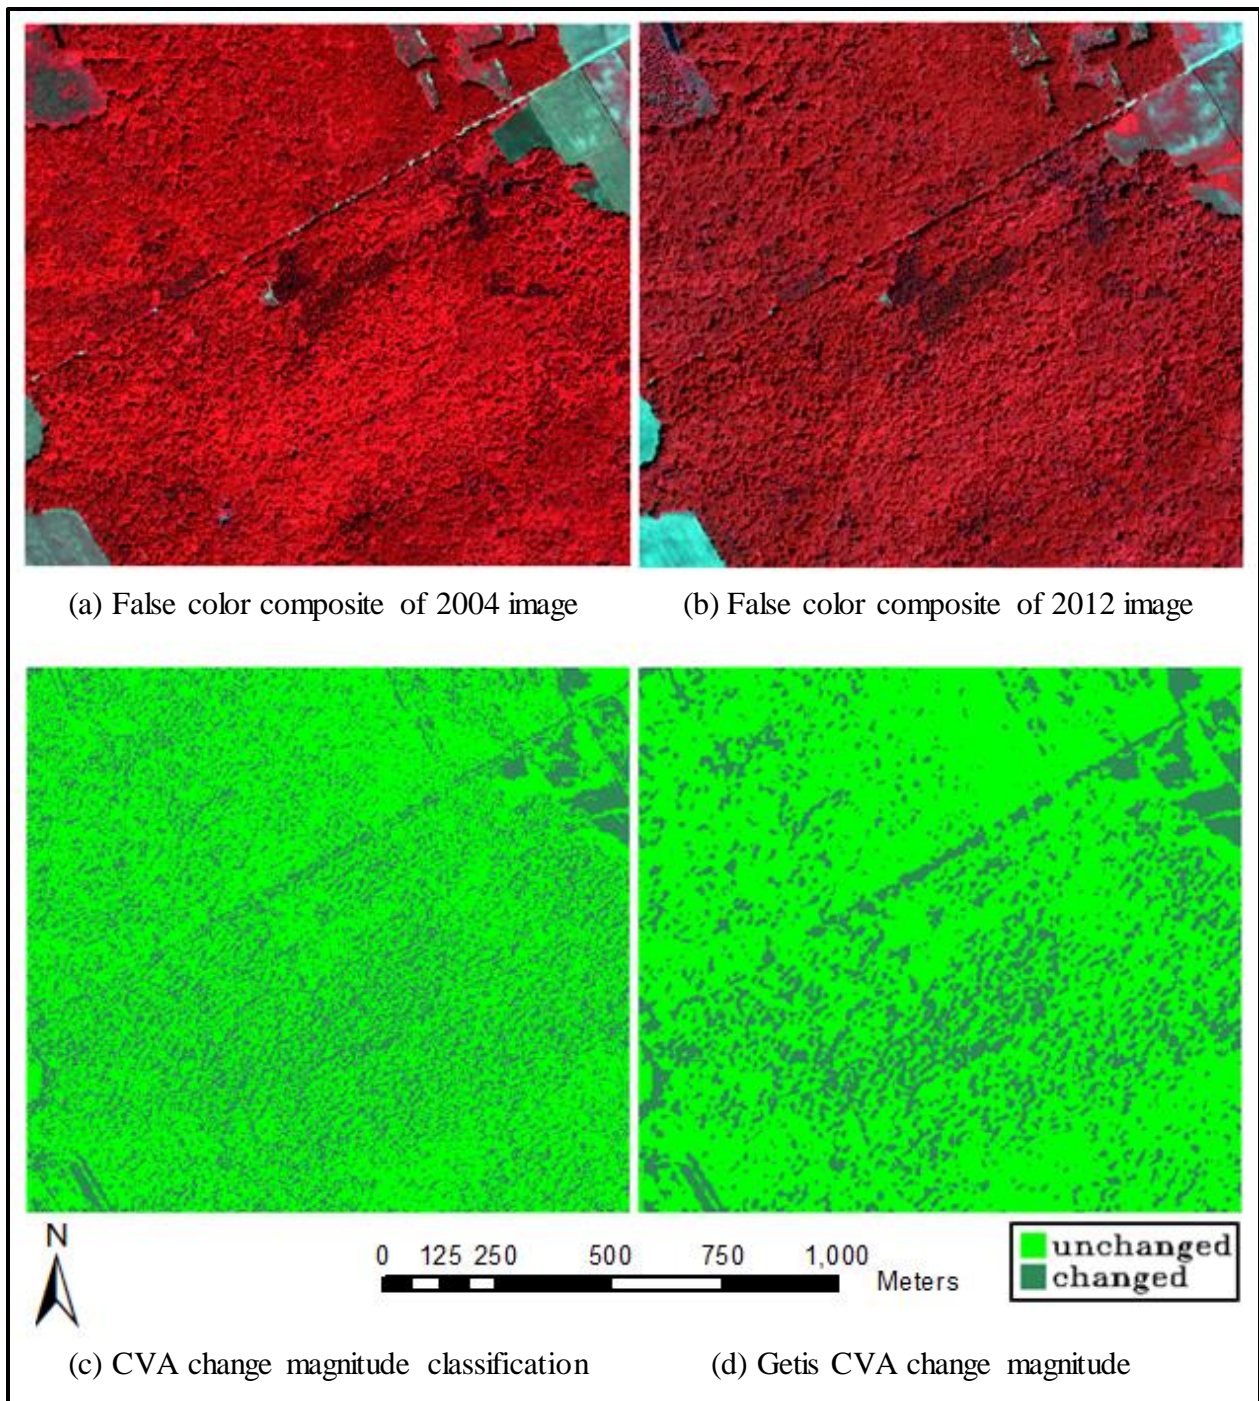 (a) False color composite of 2004 image
(b) False color composite of 2012 image
N
0 125 250 500 750 1,000
Meters
unchanged
changed
(c) CVA change magnitude classification
(d) Getis CVA change magnitude